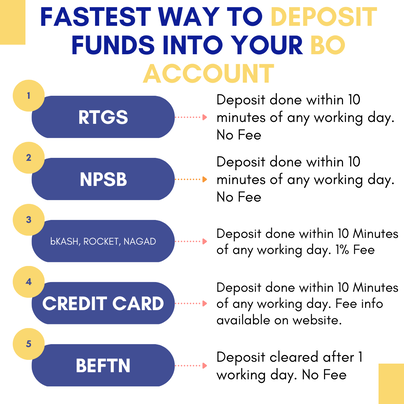 FASTEST WAY TO DEPOSIT
FUNDS INTO YOUR BO
ACCOUNT
1
RTGS
Deposit done within 10
minutes of any working day.
No Fee
2
NPSB
Deposit done within 10
minutes of any working day.
No Fee
3
bKASH, ROCKET, NAGAD
Deposit done within 10 Minutes
of any working day. 1% Fee
4
CREDIT CARD
Deposit done within 10 Minutes
of any working day. Fee info
available on website.
5
BEFTN
Deposit cleared after 1
working day. No Fee